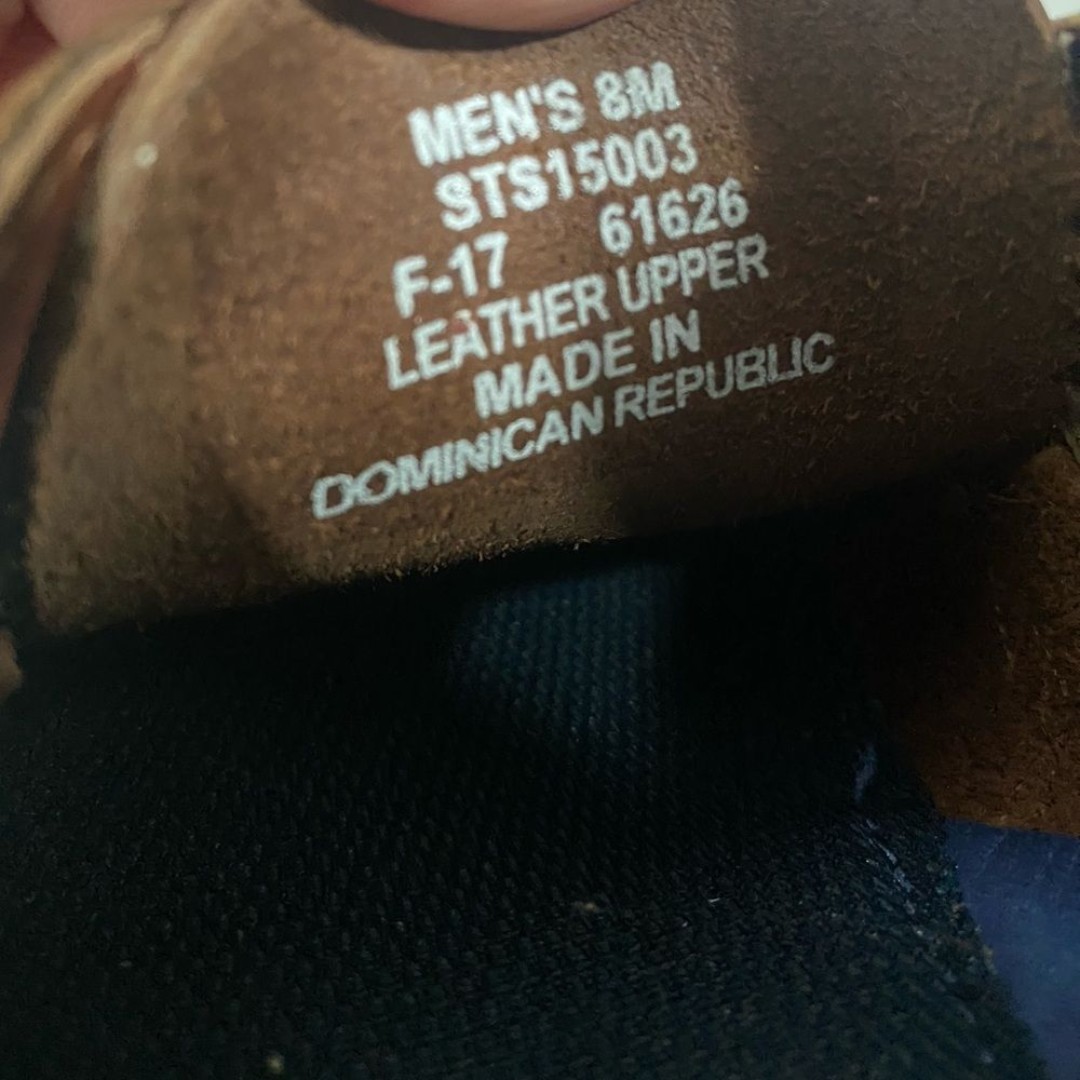 MEN'S 8M
STS15003
F-17 61626
LEATHER UPPER
MADE IN
DOMINICAN REPUBLIC